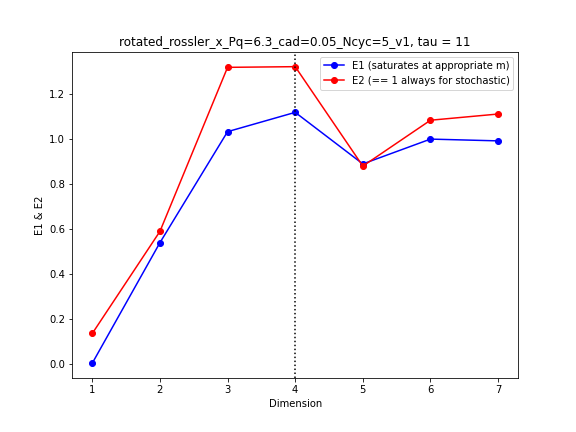 rotated_rossler_x_Pq=6.3_cad=0.05_Ncyc=5_v1, tau = 11
E1 (saturates at appropriate m)
E2 (== 1 always for stochastic)
1.2
1.0
0.8
0.6
0.4
0.2
0.0
E1 & E2
1 2 3 4 5 6 7
Dimension